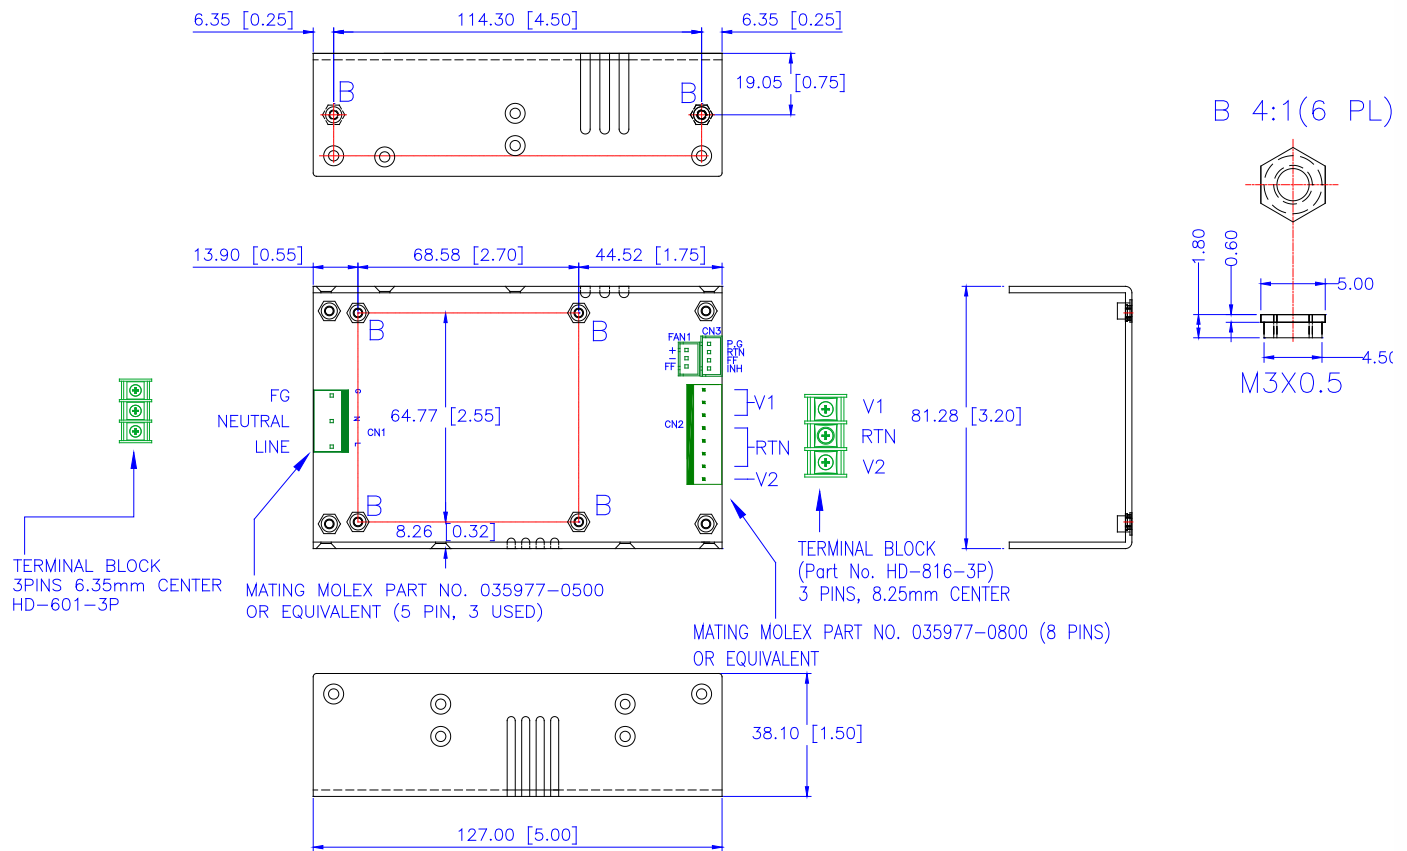 6.35 [0.25]
114.30 [4.50]
6.35 [0.25]
19.05 [0.75]
B
B
B 4:1(6 PL)
13.90 [0.55]
68.58 [2.70]
44.52 [1.75]
1.80
0.60
5.00
4.50
M3X0.5
B
B
FAN1
CN3
+
-
FF
P.G
RTN
FF
INH
FG
NEUTRAL
LINE
G
N
L
CN1
64.77 [2.55]
CN2
V1
RTN
V2
V1
RTN
V2
81.28 [3.20]
B
B
8.26 [0.32]
TERMINAL BLOCK
3PINS 6.35mm CENTER
HD-601-3P
MATING MOLEX PART NO. 035977-0500
OR EQUIVALENT (5 PIN, 3 USED)
TERMINAL BLOCK
(Part No. HD-816-3P)
3 PINS, 8.25mm CENTER
MATING MOLEX PART NO. 035977-0800 (8 PINS)
OR EQUIVALENT
38.10 [1.50]
127.00 [5.00]